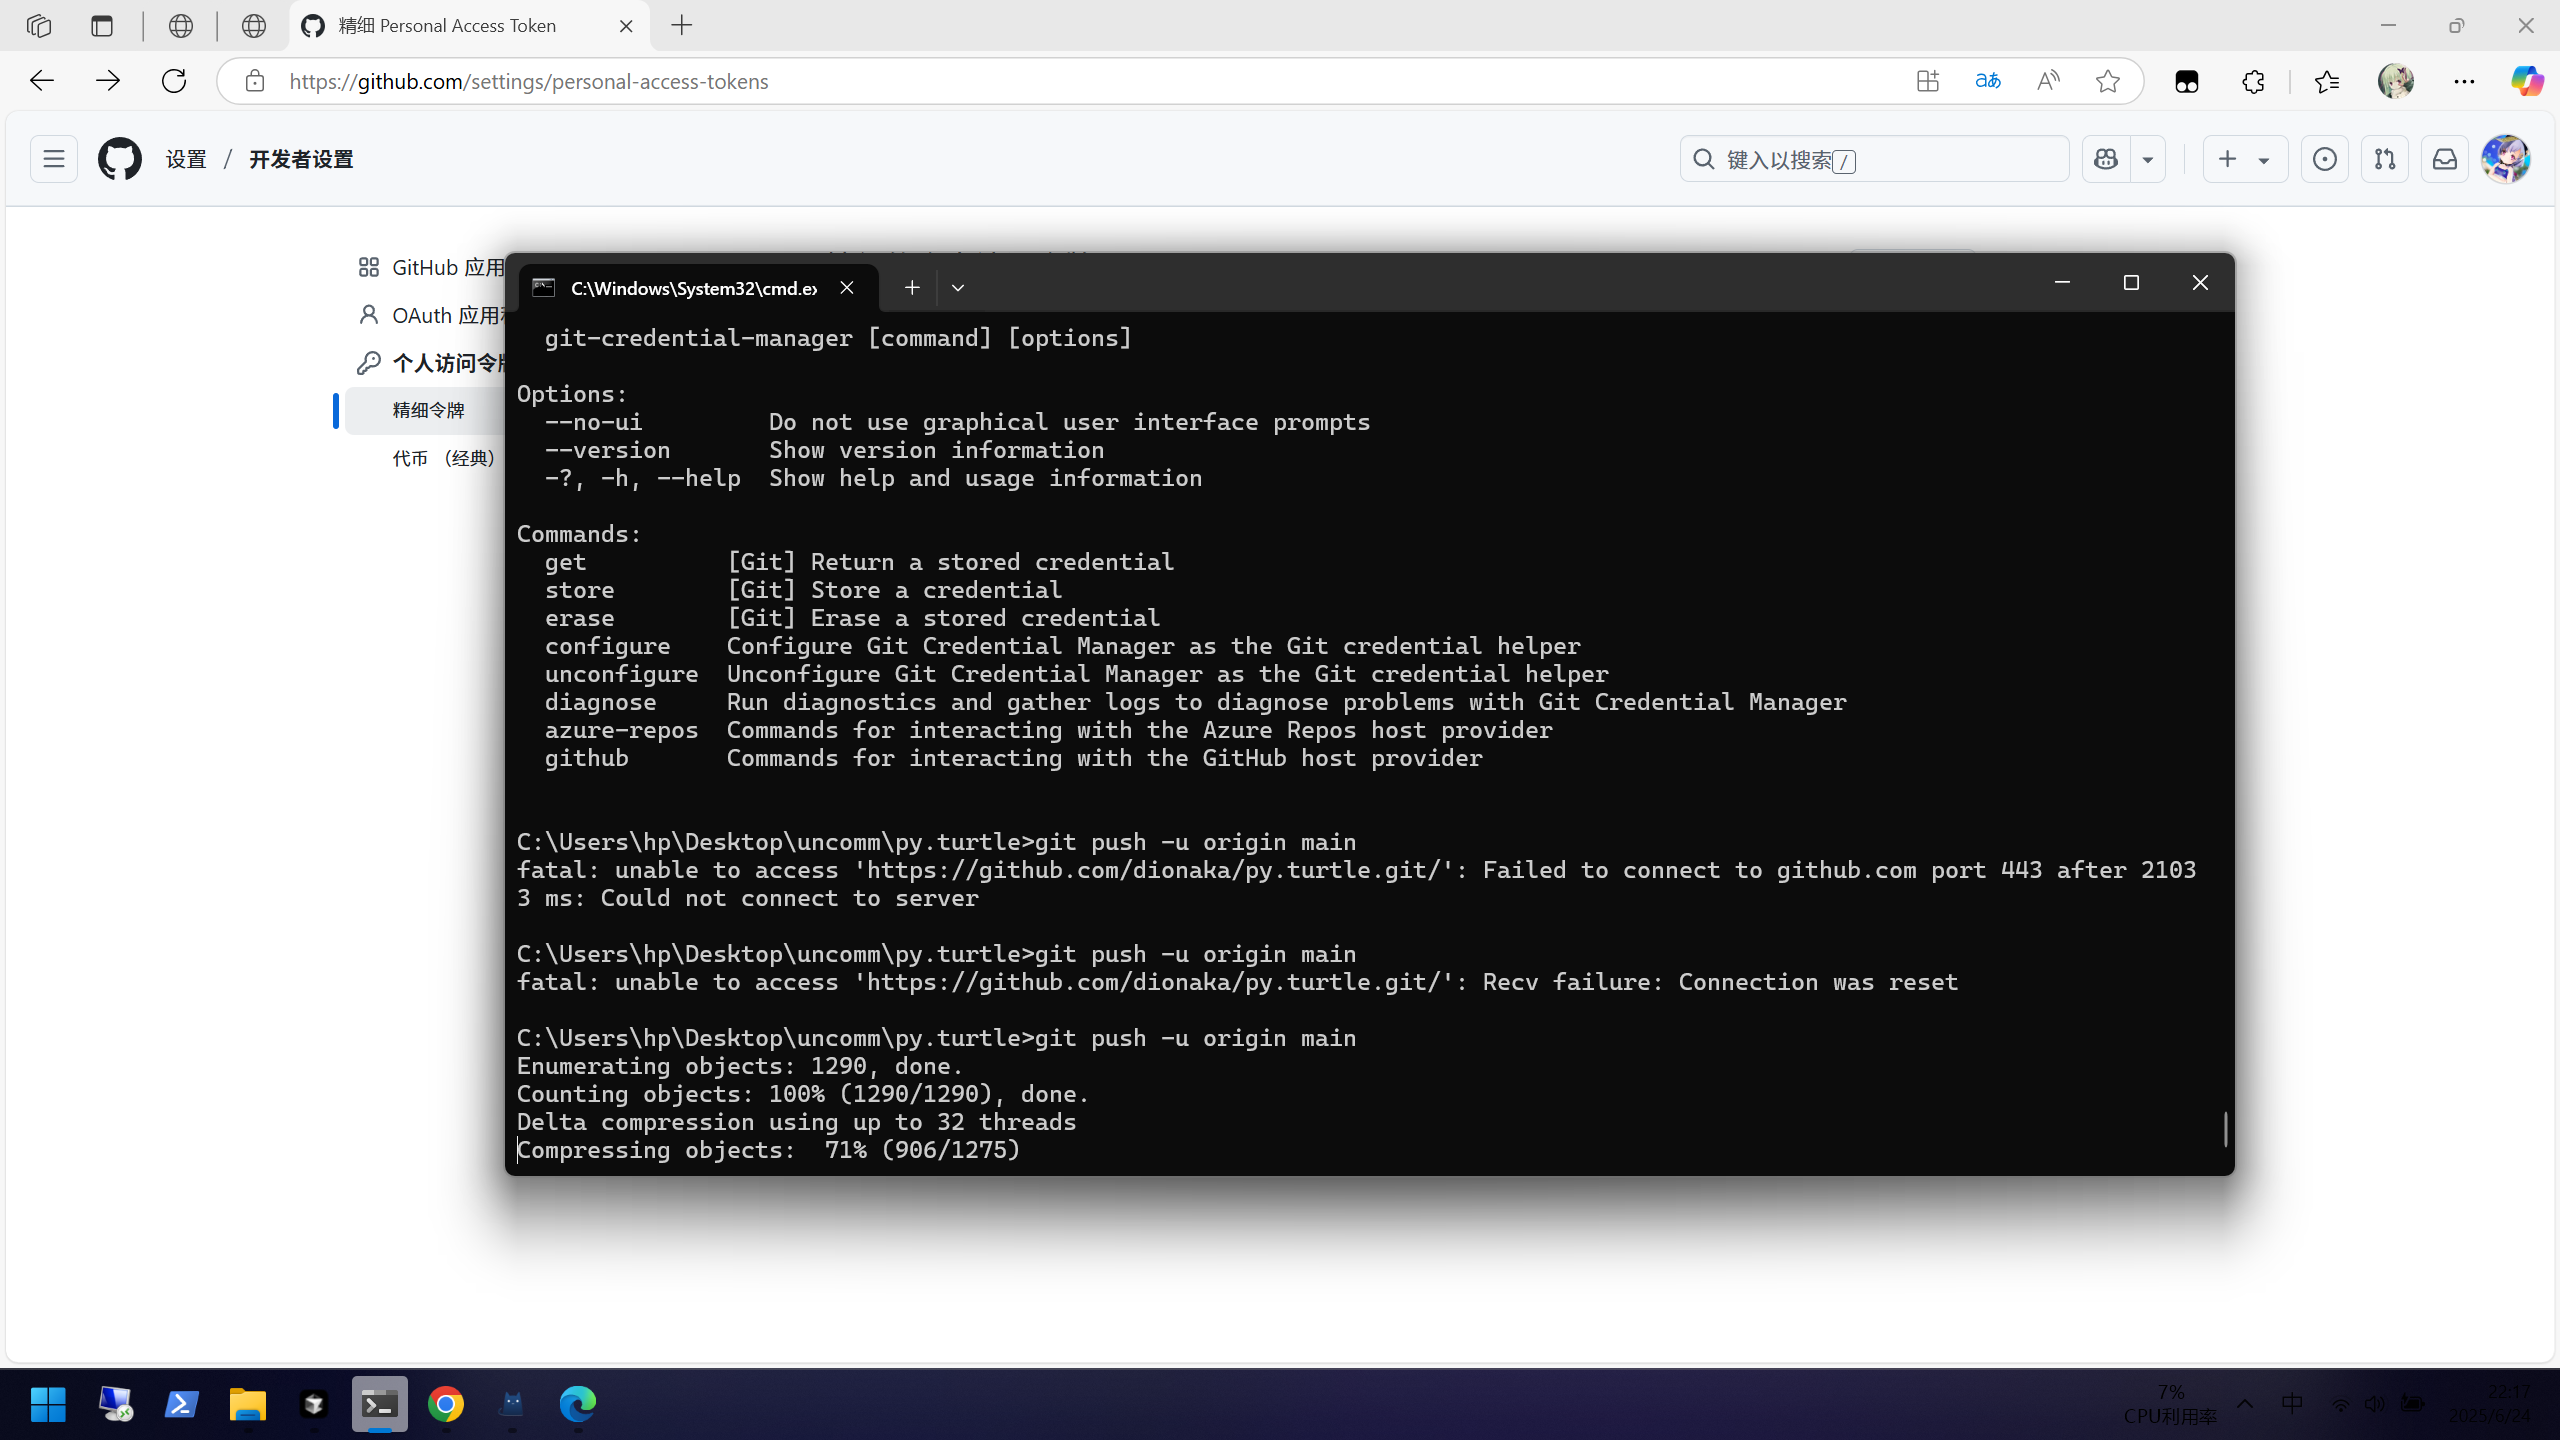 精细 Personal Access Token
https://github.com/settings/personal-access-tokens
设置 / 开发者设置
键入以搜索 /
GitHub 应用
OAuth 应用
个人访问令牌
精细令牌
代币 （经典）
C:\Windows\System32\cmd.ex
git-credential-manager [command] [options]
Options:
--no-ui Do not use graphical user interface prompts
--version Show version information
-?, -h, --help Show help and usage information
Commands:
get [Git] Return a stored credential
store [Git] Store a credential
erase [Git] Erase a stored credential
configure Configure Git Credential Manager as the Git credential helper
unconfigure Unconfigure Git Credential Manager as the Git credential helper
diagnose Run diagnostics and gather logs to diagnose problems with Git Credential Manager
azure-repos Commands for interacting with the Azure Repos host provider
github Commands for interacting with the GitHub host provider
C:\Users\hp\Desktop\uncomm\py.turtle>git push -u origin main
fatal: unable to access 'https://github.com/dionaka/py.turtle.git/': Failed to connect to github.com port 443 after 2103
3 ms: Could not connect to server
C:\Users\hp\Desktop\uncomm\py.turtle>git push -u origin main
fatal: unable to access 'https://github.com/dionaka/py.turtle.git/': Recv failure: Connection was reset
C:\Users\hp\Desktop\uncomm\py.turtle>git push -u origin main
Enumerating objects: 1290, done.
Counting objects: 100% (1290/1290), done.
Delta compression using up to 32 threads
Compressing objects: 71% (906/1275)
7%
CPU利用率
中
22:17
2025/6/24